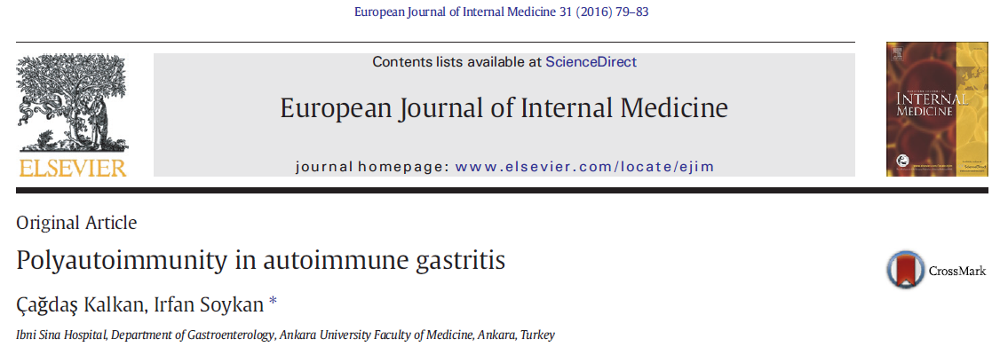 European Journal of Internal Medicine 31 (2016) 79–83
Contents lists available at ScienceDirect
European Journal of Internal Medicine
journal homepage: www.elsevier.com/locate/ejim
ELSEVIER
INTERNAL
MEDICINE
Original Article
Polyautoimmunity in autoimmune gastritis
CrossMark
Çağdaş Kalkan, Irfan Soykan *
Ibni Sina Hospital, Department of Gastroenterology, Ankara University Faculty of Medicine, Ankara, Turkey